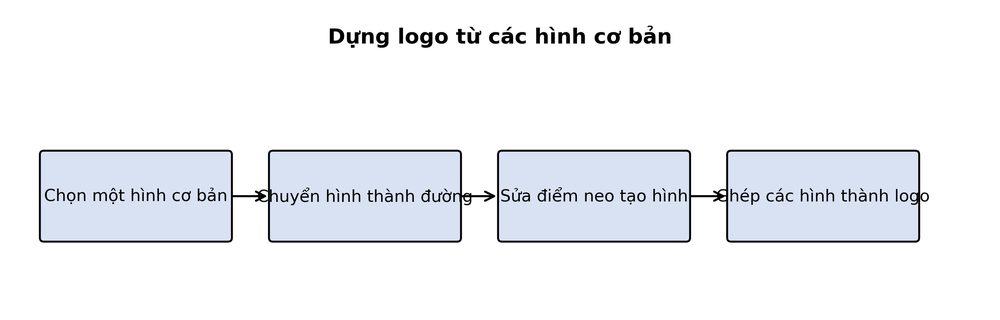 Dựng logo từ các hình cơ bản
Chọn một hình cơ bản
Chuyển hình thành đường
Sửa điểm neo tạo hình
Ghép các hình thành logo